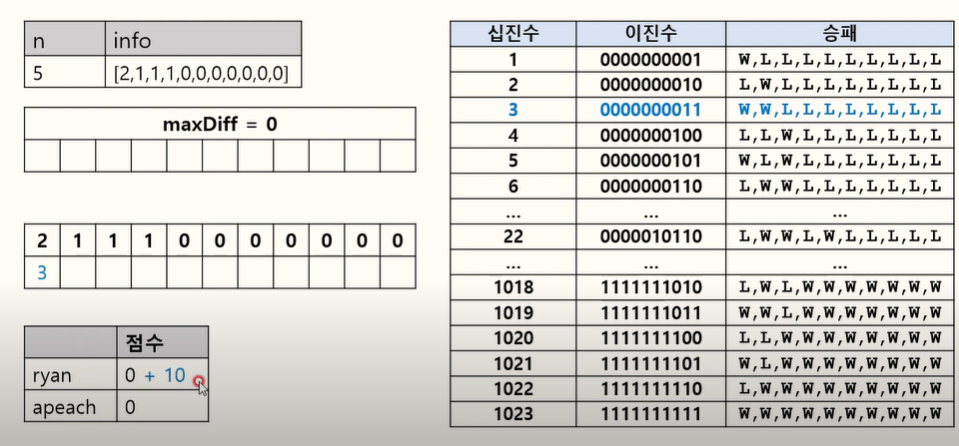 n info
5 [2,1,1,1,0,0,0,0,0,0,0]
maxDiff = 0
2 1 1 1 0 0 0 0 0 0 0
3
점수
ryan 0 + 10
apeach 0
십진수 이진수 승패
1 0000000001 W,L,L,L,L,L,L,L,L,L
2 0000000010 L,W,L,L,L,L,L,L,L,L
3 0000000011 W,W,L,L,L,L,L,L,L,L
4 0000000100 L,L,W,L,L,L,L,L,L,L
5 0000000101 W,L,W,L,L,L,L,L,L,L
6 0000000110 L,W,W,L,L,L,L,L,L,L
... ... ...
22 0000010110 L,W,W,L,W,L,L,L,L,L
... ... ...
1018 1111111010 L,W,L,W,W,W,W,W,W,W
1019 1111111011 W,W,L,W,W,W,W,W,W,W
1020 1111111100 L,L,W,W,W,W,W,W,W,W
1021 1111111101 W,L,W,W,W,W,W,W,W,W
1022 1111111110 L,W,W,W,W,W,W,W,W,W
1023 1111111111 W,W,W,W,W,W,W,W,W,W